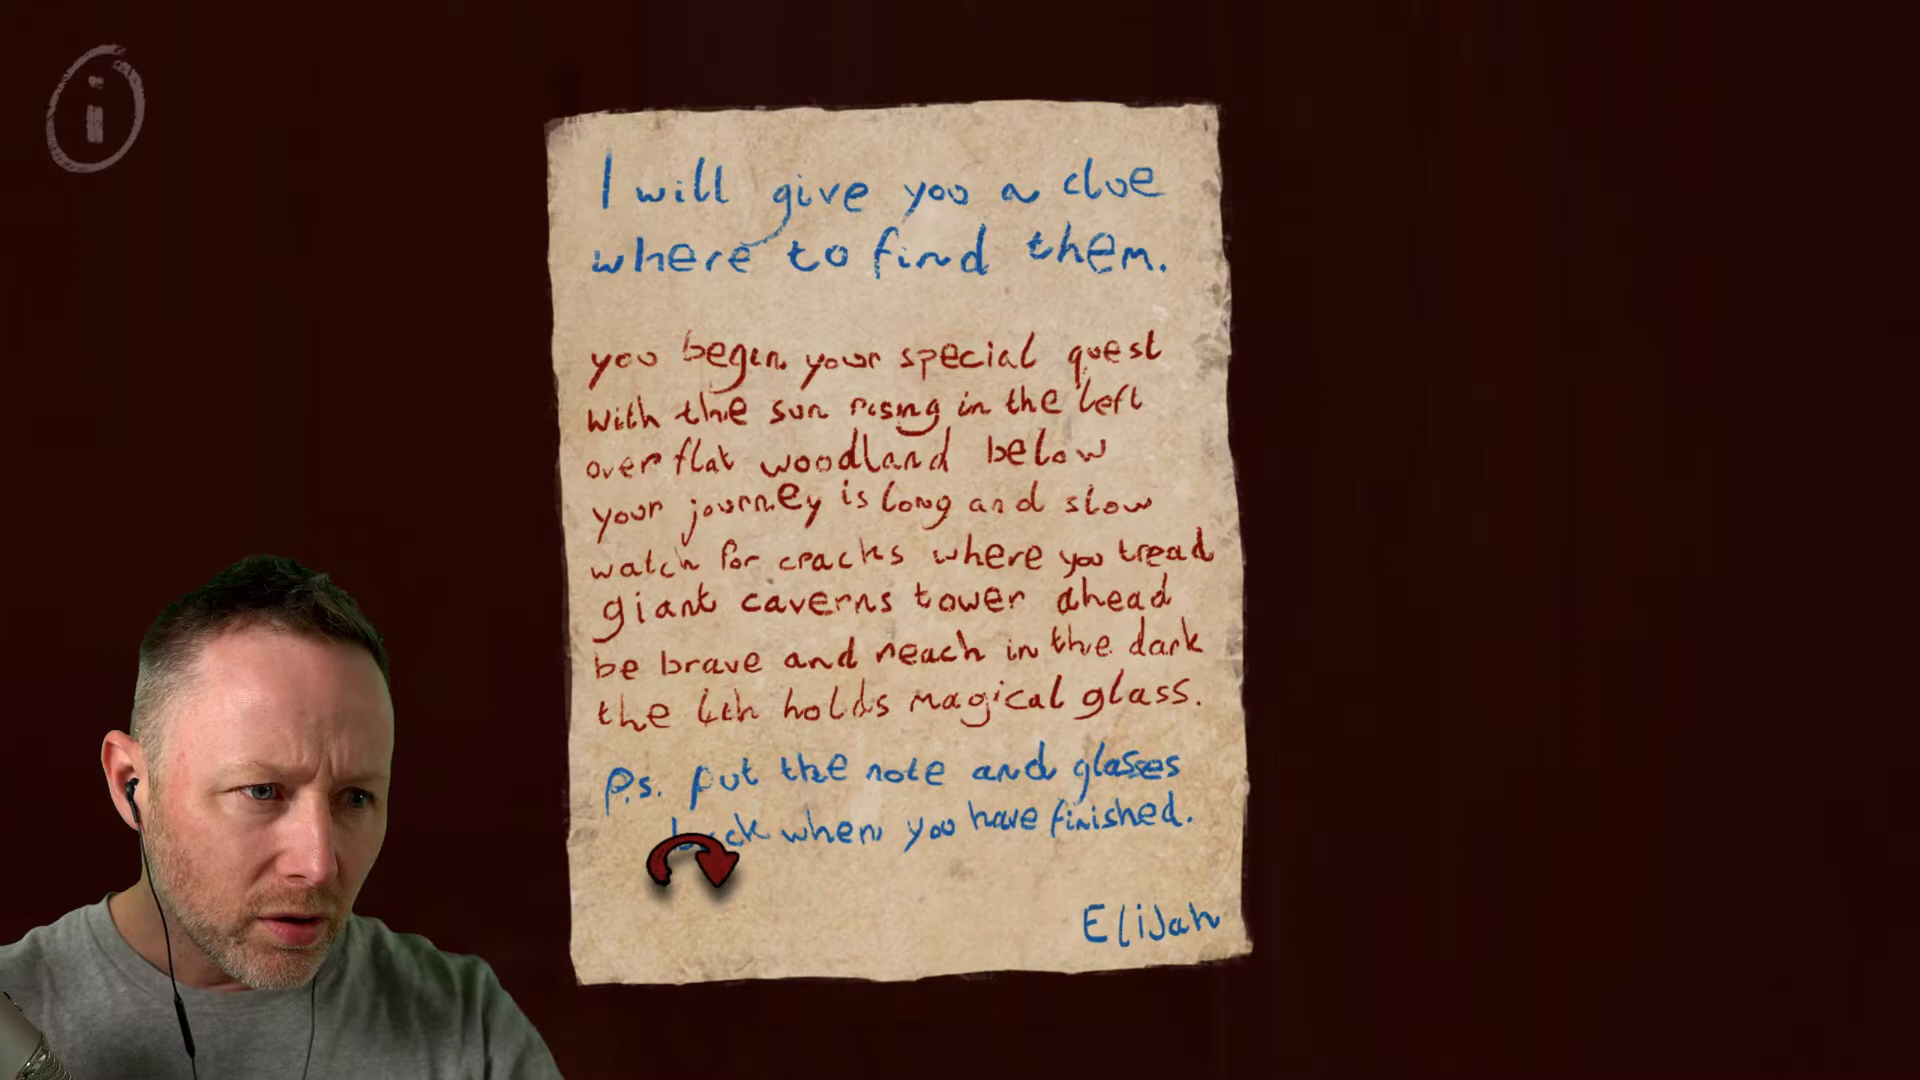 i
I will give you a clue
where to find them.
you begin your special quest
with the sun rising in the left
over flat woodland below
your journey is long and slow
watch for cracks where you tread
giant caverns tower ahead
be brave and reach in the dark
the 4th holds magical glass.
P.s. put the note and glasses
back when you have finished.
Elijah